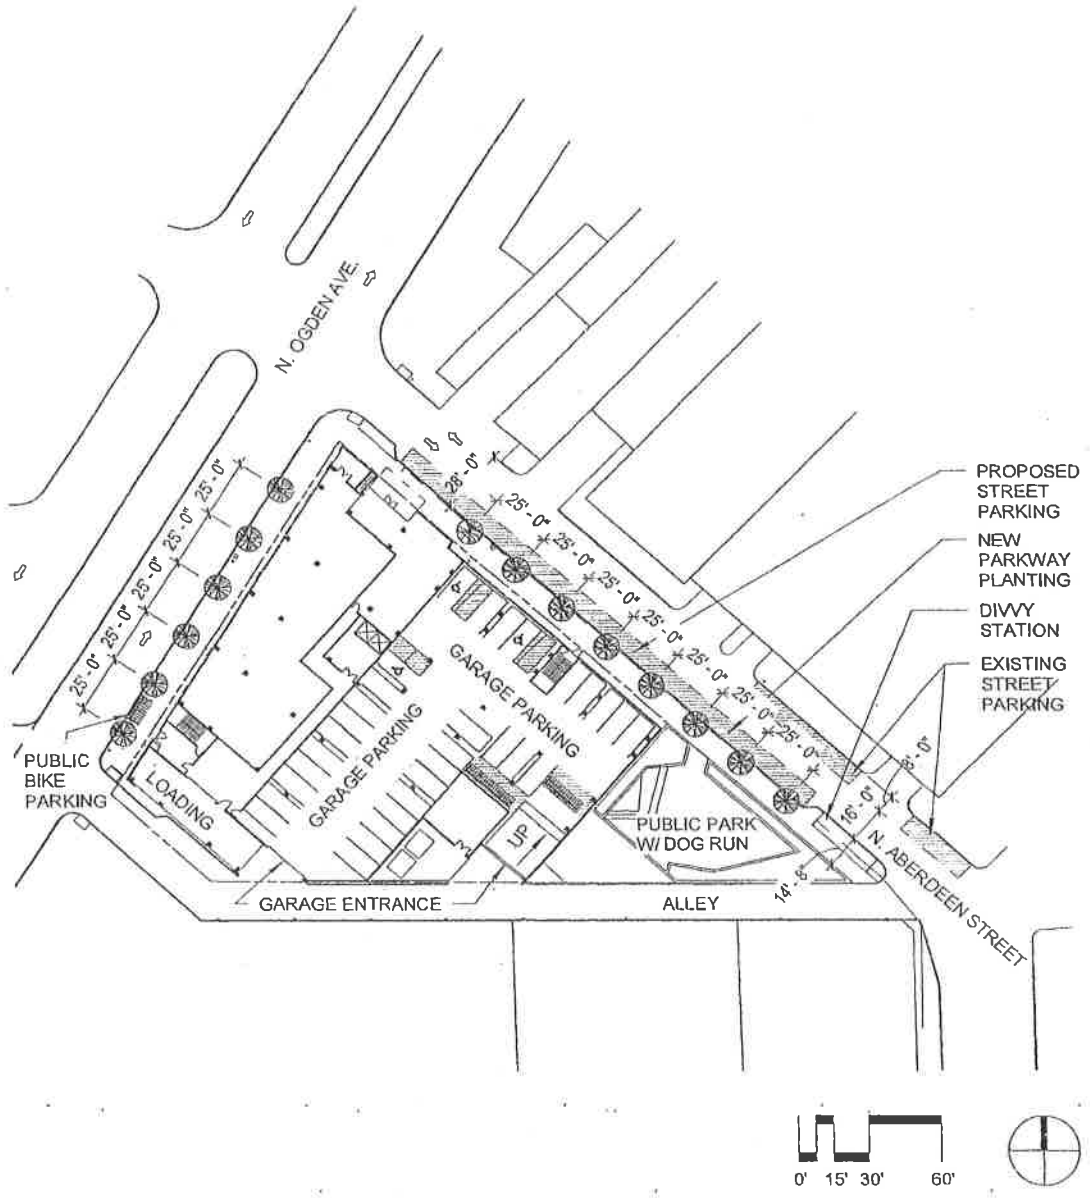 N. OGDEN AVE.
28' - 0"
25' - 0"
25' - 0"
25' - 0"
25' - 0"
25' - 0"
25' - 0"
25' - 0"
25' - 0"
25' - 0"
25' - 0"
25' - 0"
25' - 0"
PROPOSED
STREET
PARKING
NEW
PARKWAY
PLANTING
DIVVY
STATION
EXISTING
STREET
PARKING
GARAGE PARKING
GARAGE PARKING
PUBLIC
BIKE
PARKING
LOADING
UP
PUBLIC PARK
W/ DOG RUN
8' - 0"
16' - 0"
14' - 8"
N. ABERDEEN STREET
GARAGE ENTRANCE
ALLEY
0' 15' 30' 60'